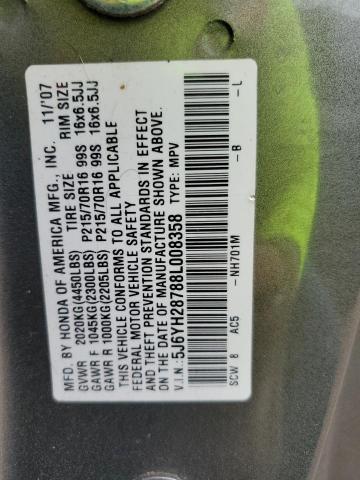 MFD. BY HONDA OF AMERICA MFG., INC. 11/'07
TIRE SIZE RIM SIZE
GVWR 2020KG(4450LBS)
GAWR F 1045KG(2300LBS) P215/70R16 99S 16x6.5JJ
GAWR R 1000KG(2205LBS) P215/70R16 99S 16x6.5JJ
THIS VEHICLE CONFORMS TO ALL APPLICABLE
FEDERAL MOTOR VEHICLE SAFETY
AND THEFT PREVENTION STANDARDS IN EFFECT
ON THE DATE OF MANUFACTURE SHOWN ABOVE.
V.I.N.:5J6YH28788L008358 TYPE: MPV
SCW 8 AC5 -NH701M -B -L